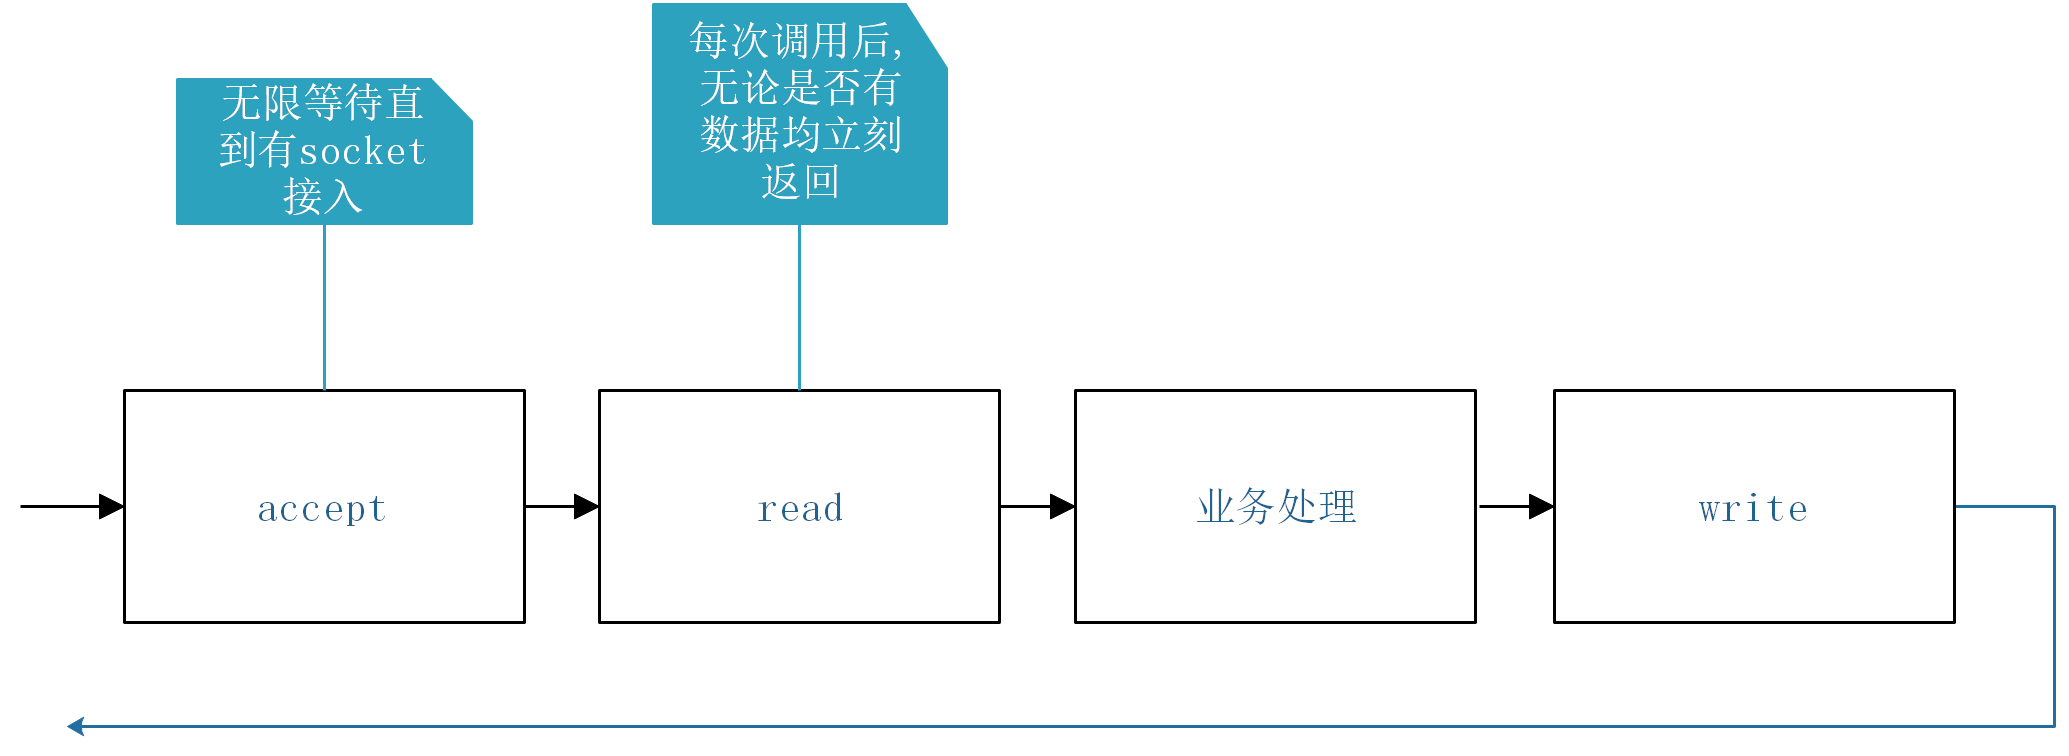 每次调用后,
无论是否有
数据均立刻
返回
无限等待直
到有socket
接入
accept
read
业务处理
write